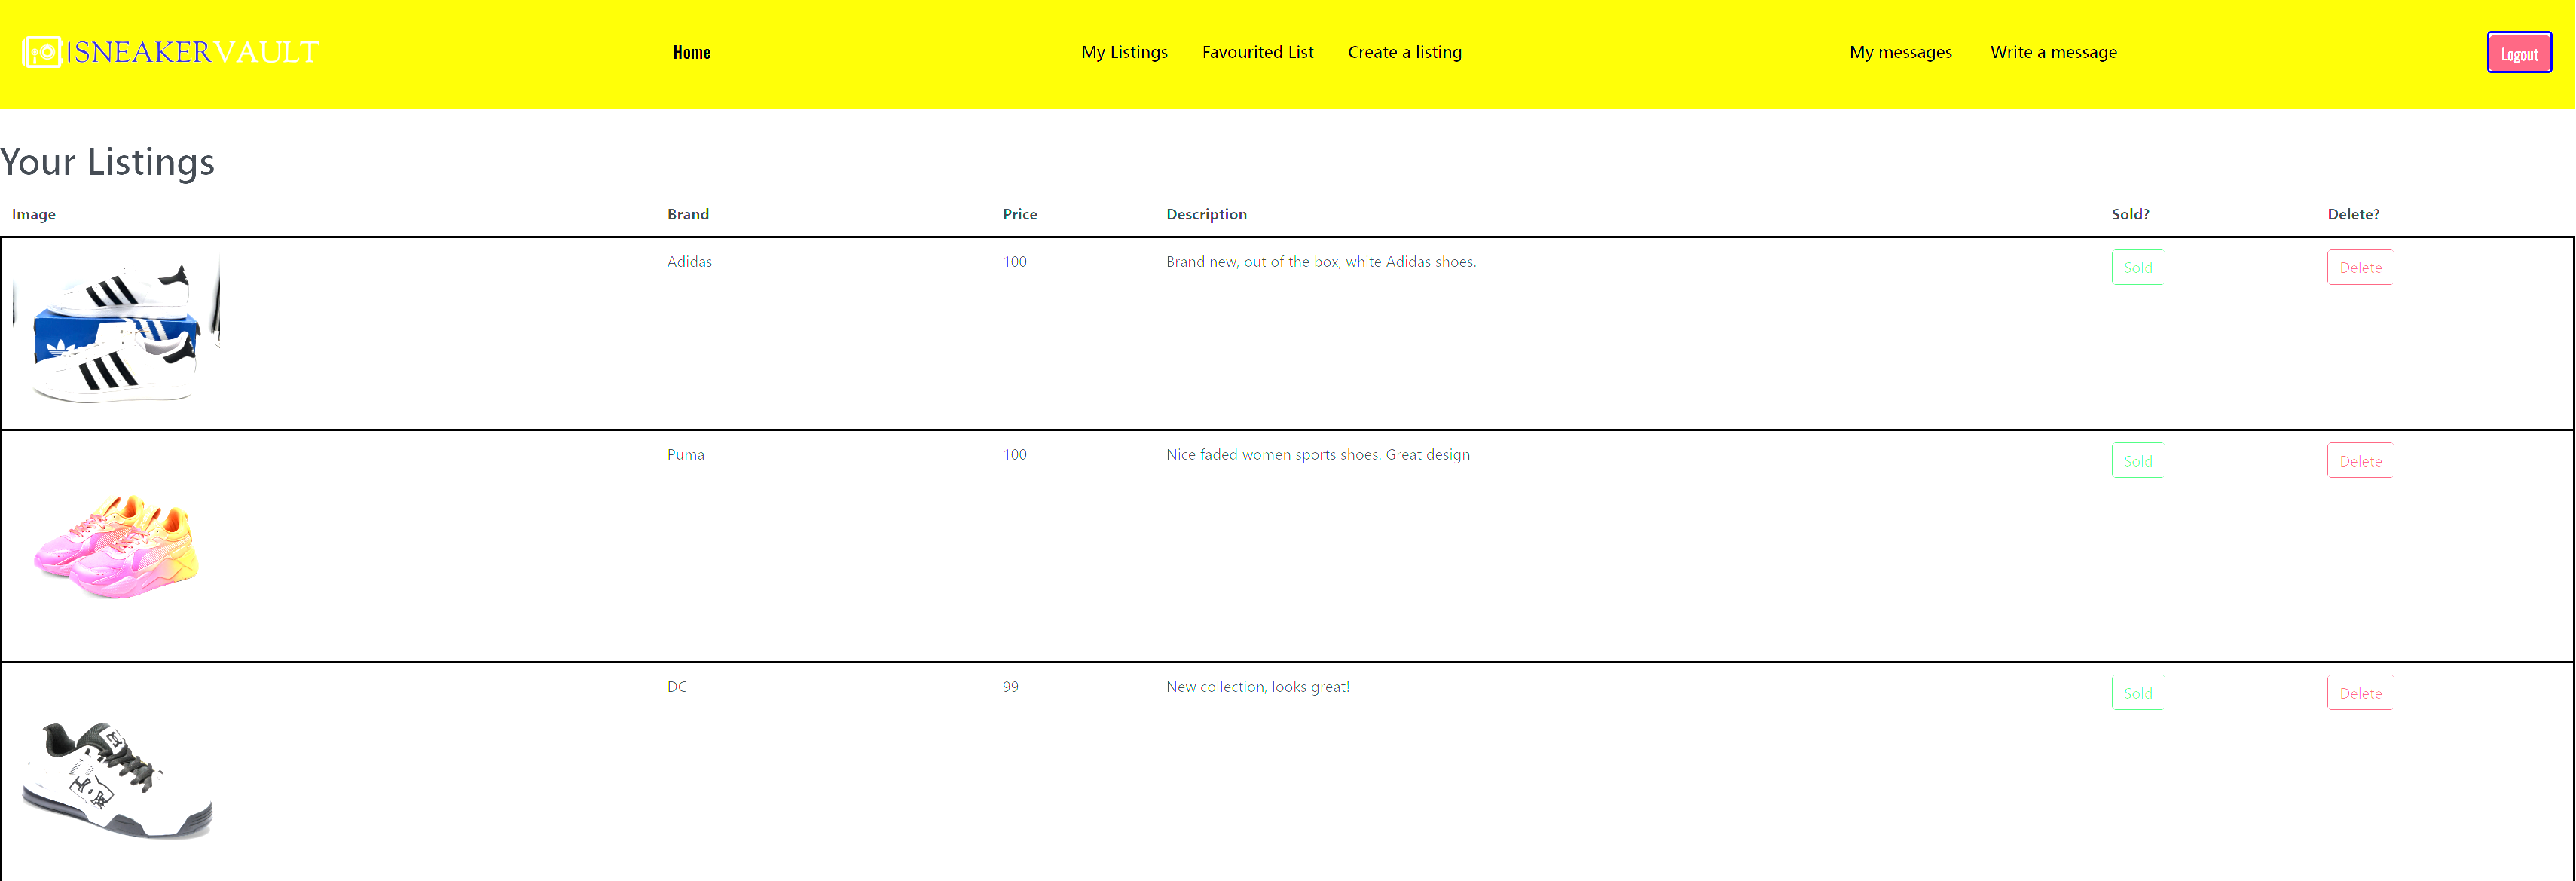 |SNEAKERVAULT Home My Listings Favourited List Create a listing My messages Write a message Logout
Your Listings
Image Brand Price Description Sold? Delete?
Adidas 100 Brand new, out of the box, white Adidas shoes. Sold Delete
Puma 100 Nice faded women sports shoes. Great design Sold Delete
DC 99 New collection, looks great! Sold Delete